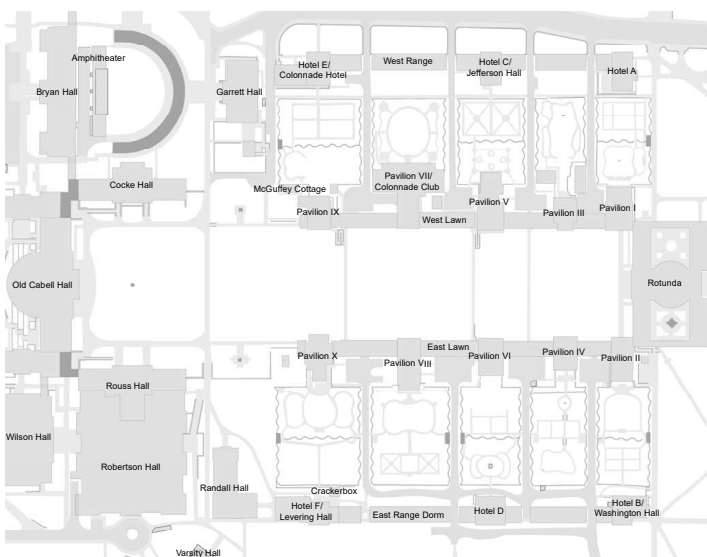 Amphitheater
Bryan Hall
Garrett Hall
Hotel E/
Colonnade Hotel
West Range
Hotel C/
Jefferson Hall
Hotel A
Cocke Hall
McGuffey Cottage
Pavilion IX
Pavilion VII/
Colonnade Club
West Lawn
Pavilion V
Pavilion III
Pavilion I
Old Cabell Hall
Rotunda
East Lawn
Pavilion X
Pavilion VIII
Pavilion VI
Pavilion IV
Pavilion II
Rouss Hall
Wilson Hall
Robertson Hall
Randall Hall
Crackerbox
Hotel F/
Levering Hall
East Range Dorm
Hotel D
Hotel B/
Washington Hall
Varsity Hall